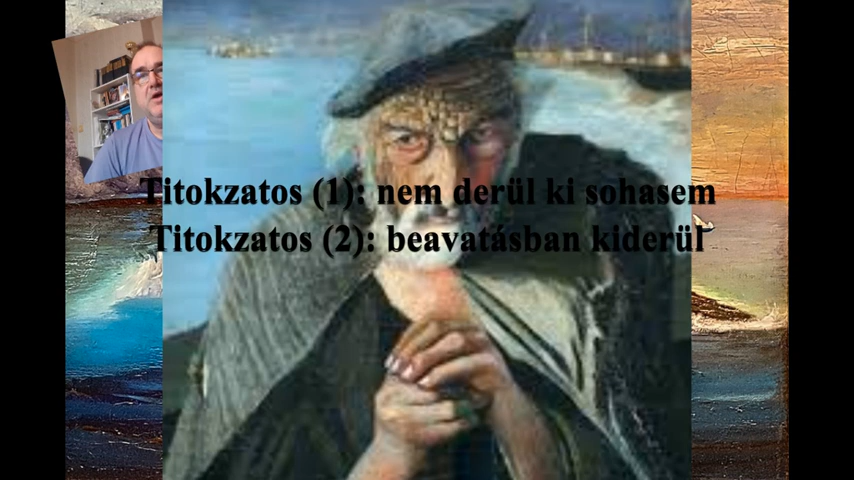 Titokzatos (1): nem derül ki sohasem
Titokzatos (2): beavatásban kiderül